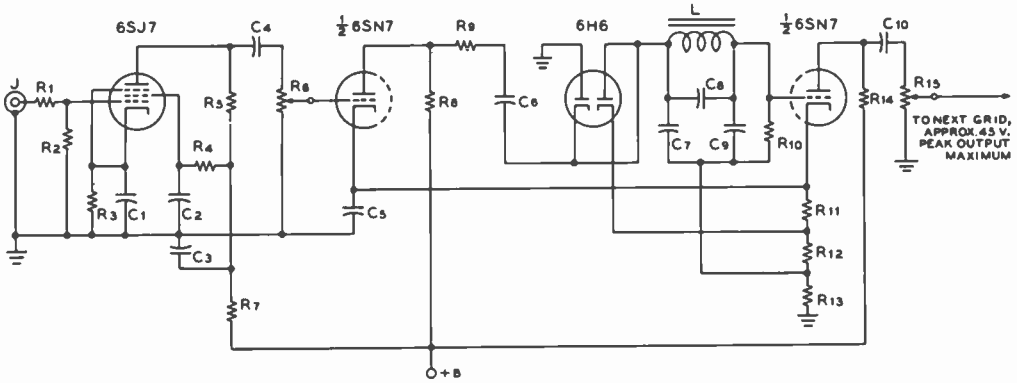 6SJ7
C4
½ 6SN7
R9
6H6
L
½ 6SN7
C10
J
R1
R2
R3
C1
R4
C2
C3
R5
R6
R7
C5
R8
C6
C7
C8
C9
R10
R11
R12
R13
R14
R15
TO NEXT GRID,
APPROX. 45 V.
PEAK OUTPUT
MAXIMUM
+B